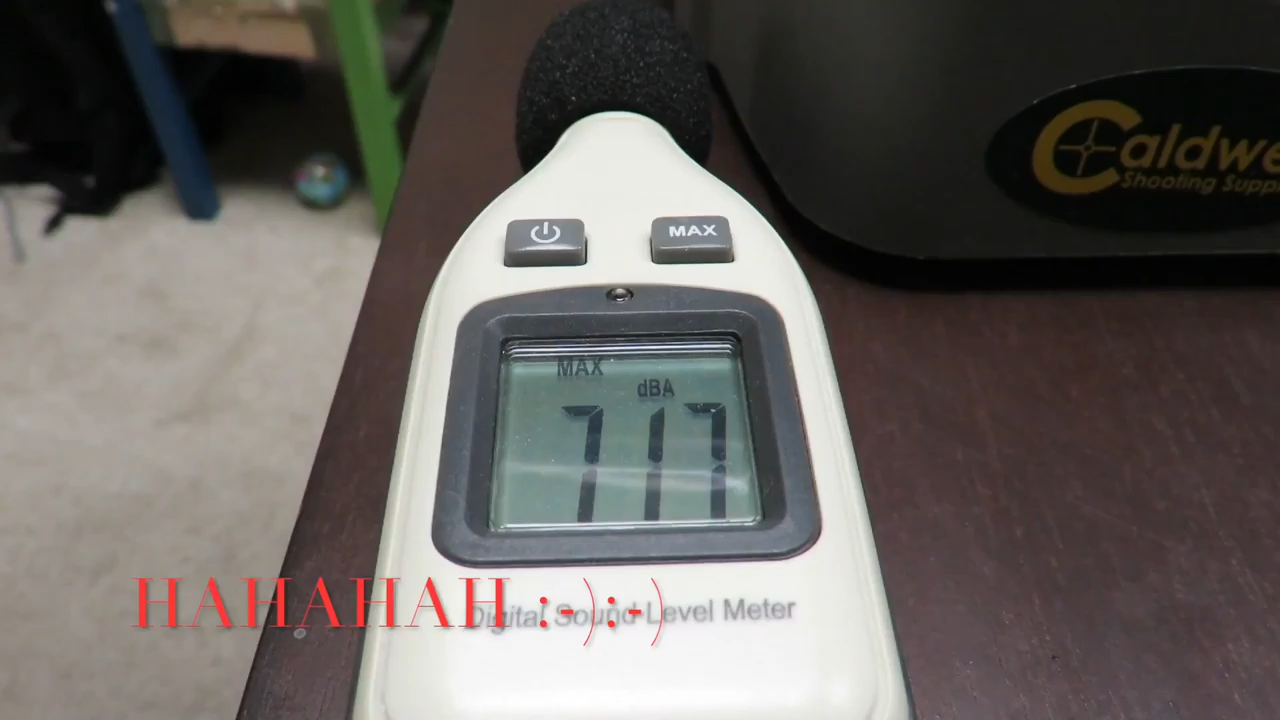 Caldwe
Shooting Supp
MAX
MAX
dBA
717
Digital Sound Level Meter
HAHAHAH :-):-)